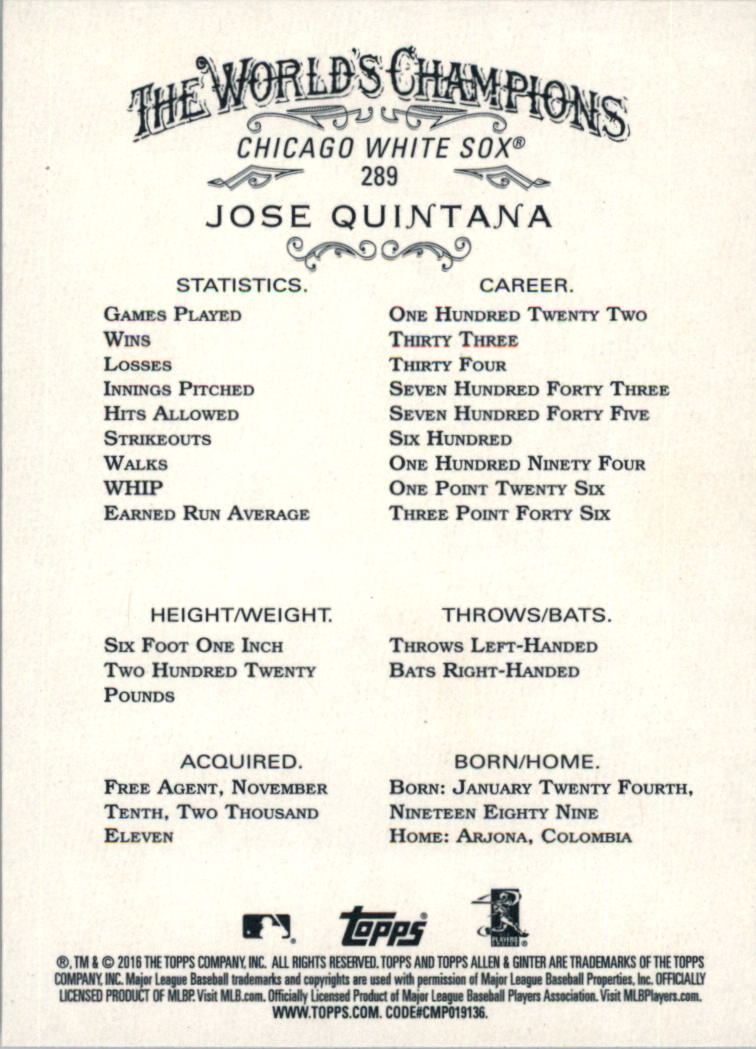 THE WORLD'S CHAMPIONS
CHICAGO WHITE SOX®
289
JOSE QUINTANA
STATISTICS. CAREER.
GAMES PLAYED ONE HUNDRED TWENTY TWO
WINS THIRTY THREE
LOSSES THIRTY FOUR
INNINGS PITCHED SEVEN HUNDRED FORTY THREE
HITS ALLOWED SEVEN HUNDRED FORTY FIVE
STRIKEOUTS SIX HUNDRED
WALKS ONE HUNDRED NINETY FOUR
WHIP ONE POINT TWENTY SIX
EARNED RUN AVERAGE THREE POINT FORTY SIX
HEIGHT/WEIGHT.
SIX FOOT ONE INCH
TWO HUNDRED TWENTY
POUNDS
THROWS/BATS.
THROWS LEFT-HANDED
BATS RIGHT-HANDED
ACQUIRED.
FREE AGENT, NOVEMBER
TENTH, TWO THOUSAND
ELEVEN
BORN/HOME.
BORN: JANUARY TWENTY FOURTH,
NINETEEN EIGHTY NINE
HOME: ARJONA, COLOMBIA
topps®
PLAYERS
®, TM & © 2016 THE TOPPS COMPANY, INC. ALL RIGHTS RESERVED. TOPPS AND TOPPS ALLEN & GINTER ARE TRADEMARKS OF THE TOPPS
COMPANY, INC. Major League Baseball trademarks and copyrights are used with permission of Major League Baseball Properties, Inc. OFFICIALLY
LICENSED PRODUCT OF MLBP. Visit MLB.com. Officially Licensed Product of Major League Baseball Players Association. Visit MLBPlayers.com.
WWW.TOPPS.COM. CODE#CMP019136.